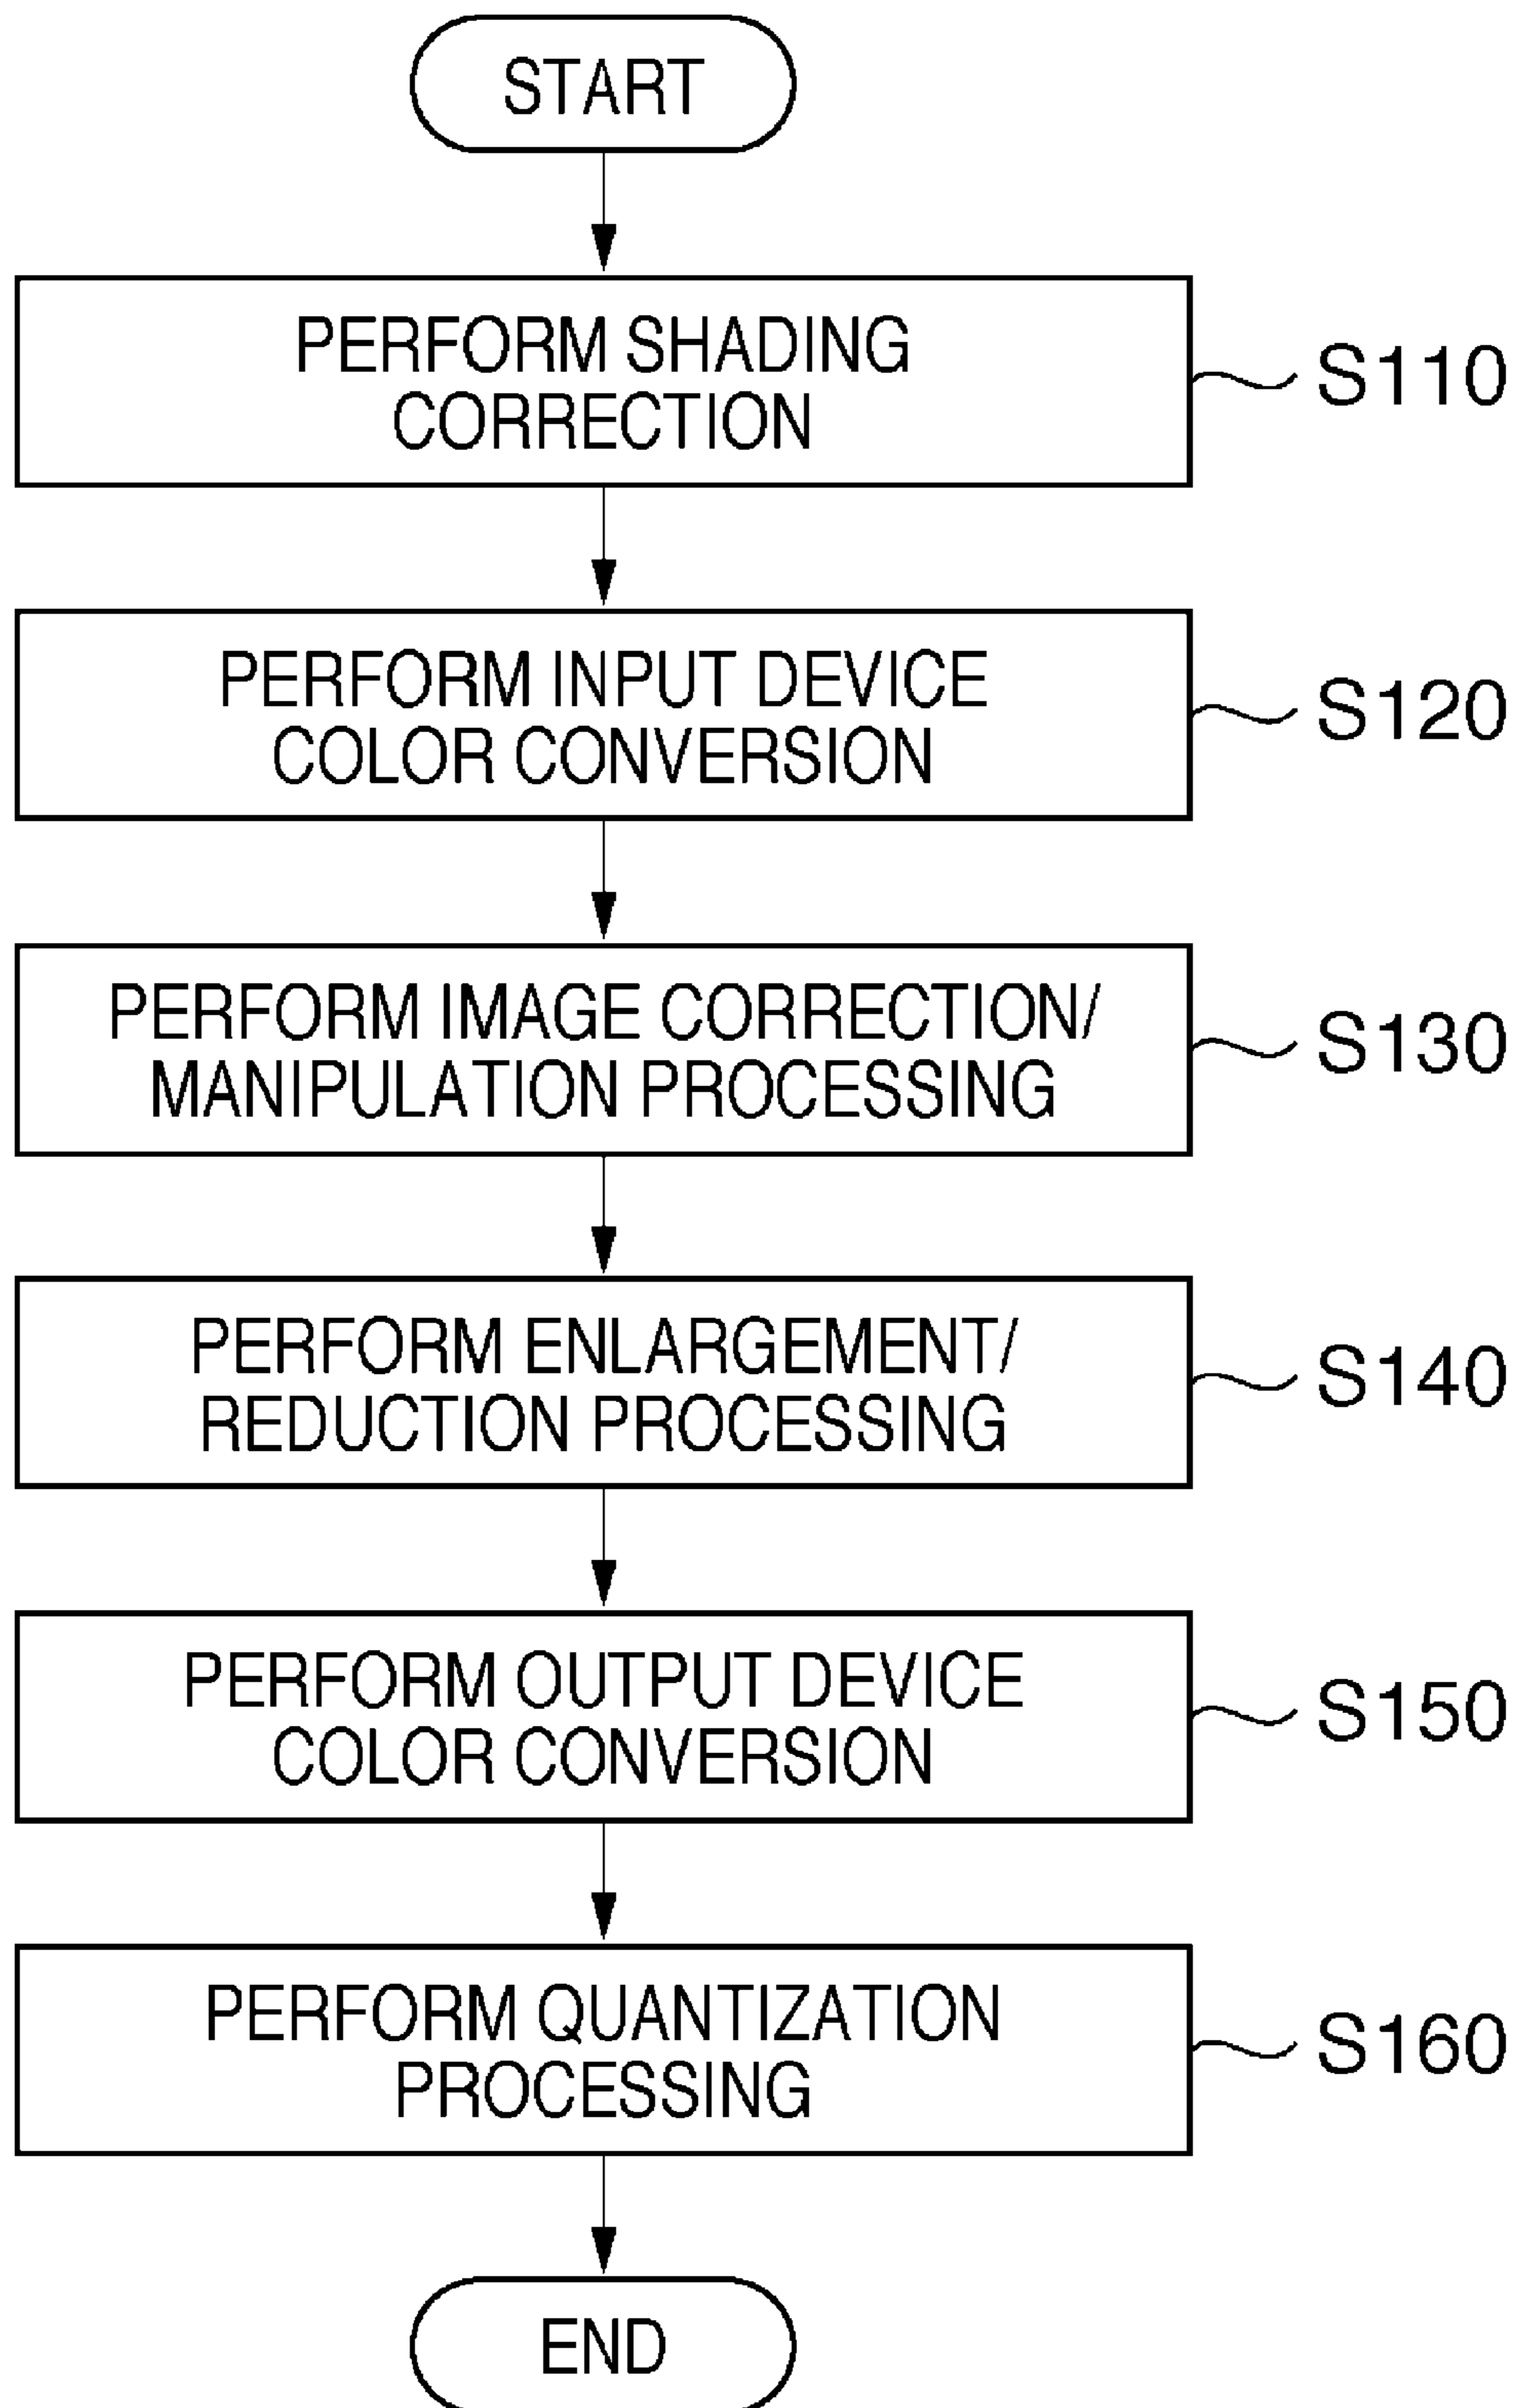 START
PERFORM SHADING
CORRECTION
S110
PERFORM INPUT DEVICE
COLOR CONVERSION
S120
PERFORM IMAGE CORRECTION/
MANIPULATION PROCESSING
S130
PERFORM ENLARGEMENT/
REDUCTION PROCESSING
S140
PERFORM OUTPUT DEVICE
COLOR CONVERSION
S150
PERFORM QUANTIZATION
PROCESSING
S160
END